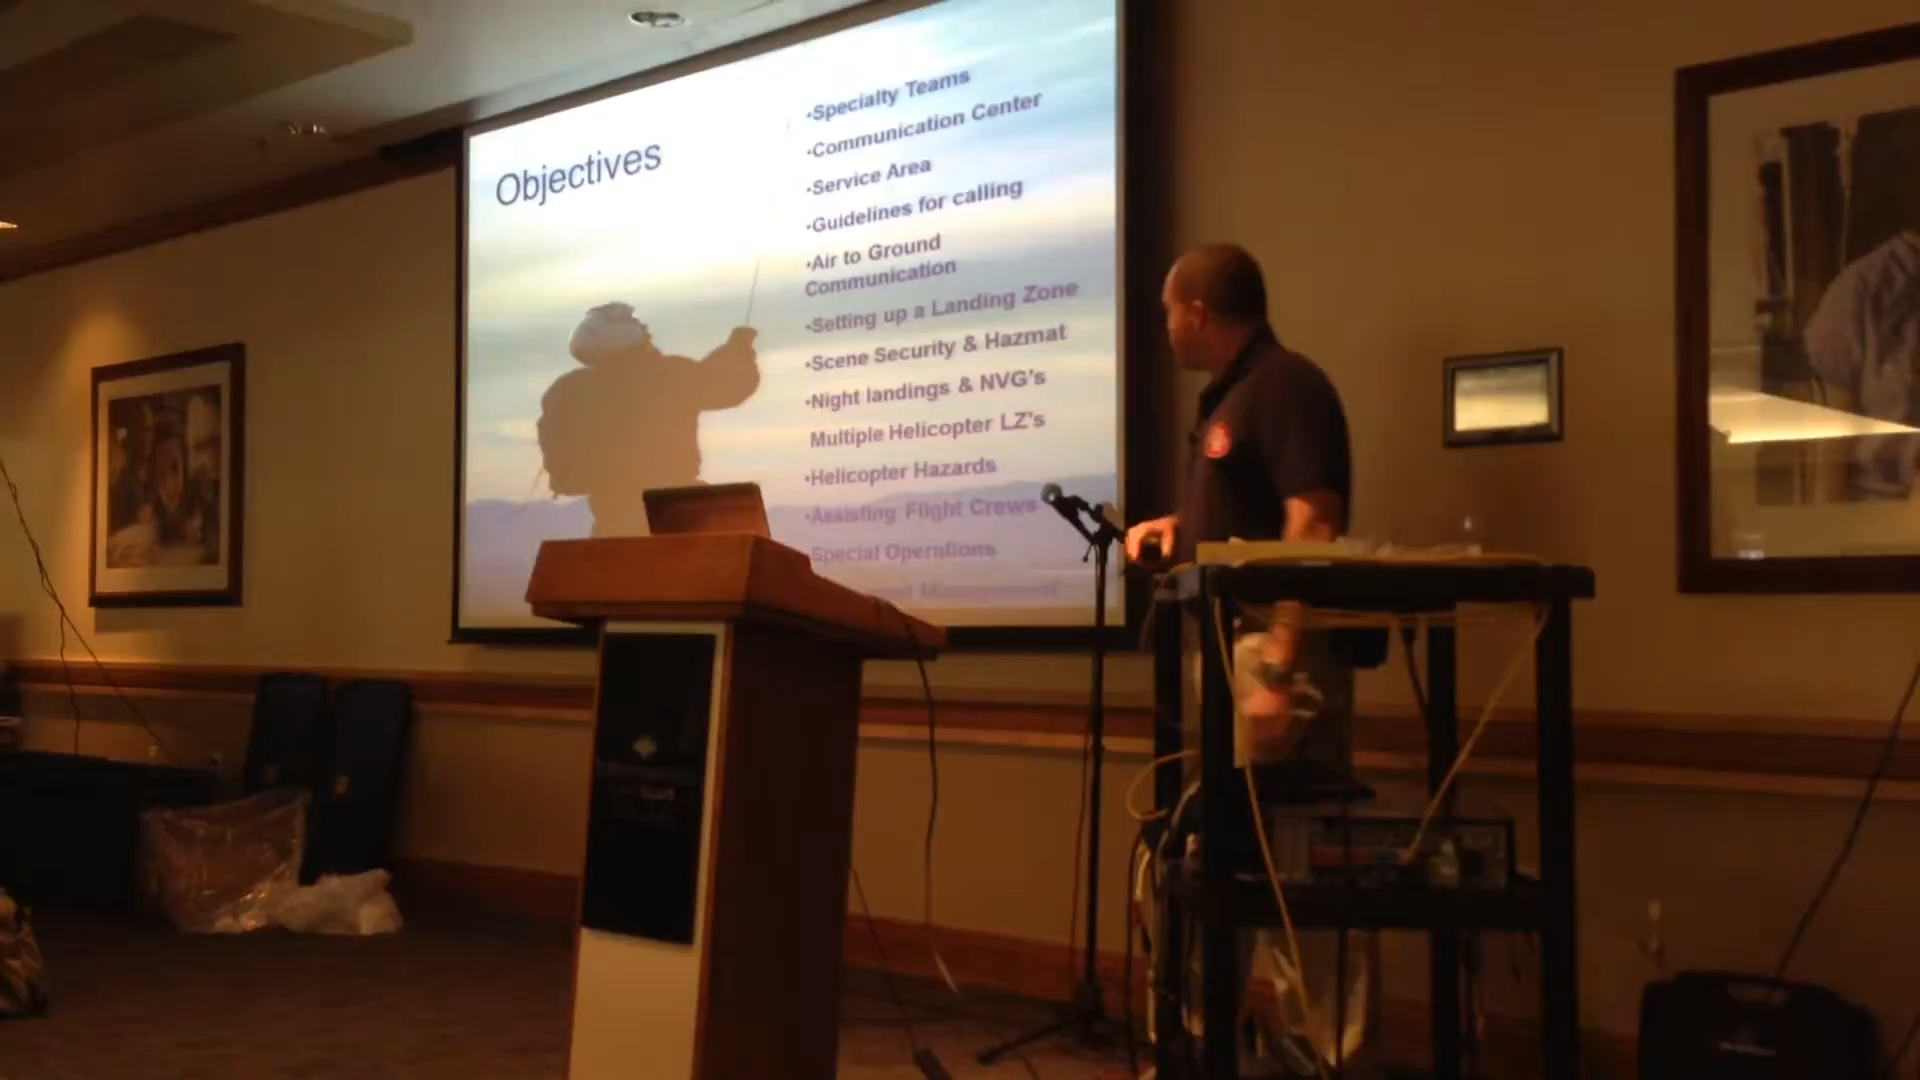 Objectives
•Specialty Teams
•Communication Center
•Service Area
•Guidelines for calling
•Air to Ground
Communication
•Setting up a Landing Zone
•Scene Security & Hazmat
•Night landings & NVG's
Multiple Helicopter LZ's
•Helicopter Hazards
•Assisting Flight Crews
Special Operations
Management